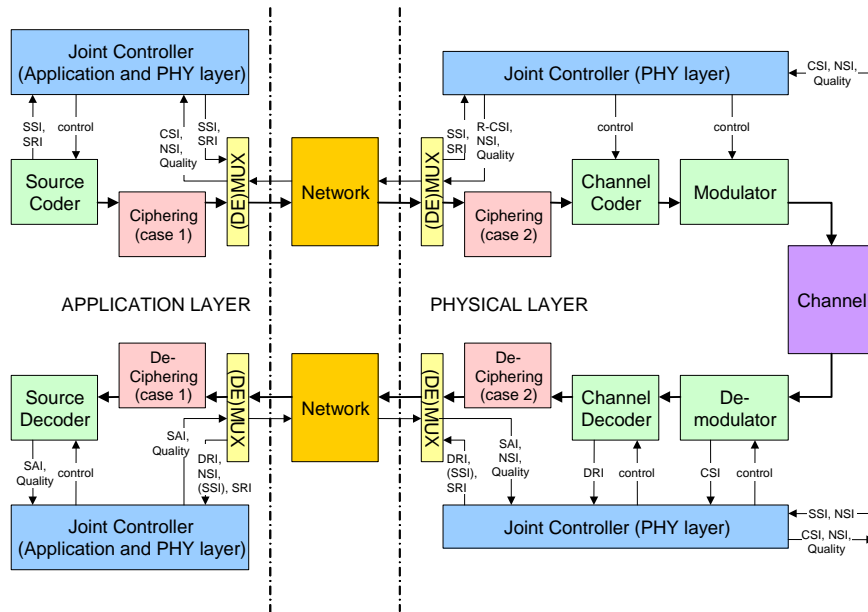 Joint Controller
(Application and PHY layer)
Joint Controller (PHY layer)
CSI, NSI,
Quality
SSI,
SRI
control
CSI,
NSI,
Quality
SSI,
SRI
SSI,
SRI
R-CSI,
NSI,
Quality
control
control
Source
Coder
Ciphering
(case 1)
(DE)MUX
Network
(DE)MUX
Ciphering
(case 2)
Channel
Coder
Modulator
Channel
APPLICATION LAYER
PHYSICAL LAYER
Source
Decoder
De-
Ciphering
(case 1)
(DE)MUX
Network
(DE)MUX
De-
Ciphering
(case 2)
Channel
Decoder
De-
modulator
SAI,
Quality
control
SAI,
Quality
DRI,
NSI,
(SSI), SRI
DRI,
(SSI),
SRI
SAI,
NSI,
Quality
DRI
control
CSI
control
Joint Controller
(Application and PHY layer)
Joint Controller (PHY layer)
SSI, NSI
CSI, NSI,
Quality